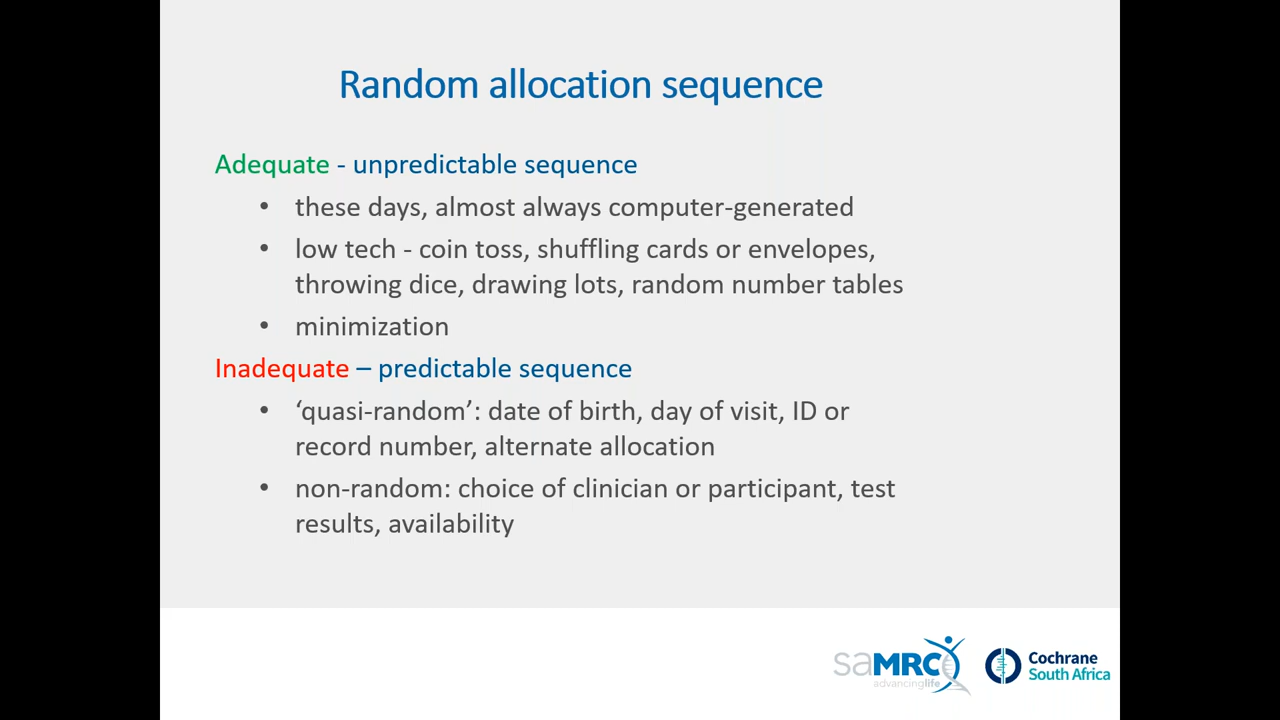 Random allocation sequence
Adequate - unpredictable sequence
• these days, almost always computer-generated
• low tech - coin toss, shuffling cards or envelopes,
throwing dice, drawing lots, random number tables
• minimization
Inadequate – predictable sequence
• ‘quasi-random’: date of birth, day of visit, ID or
record number, alternate allocation
• non-random: choice of clinician or participant, test
results, availability
saMRC
advancinglife
Cochrane
South Africa